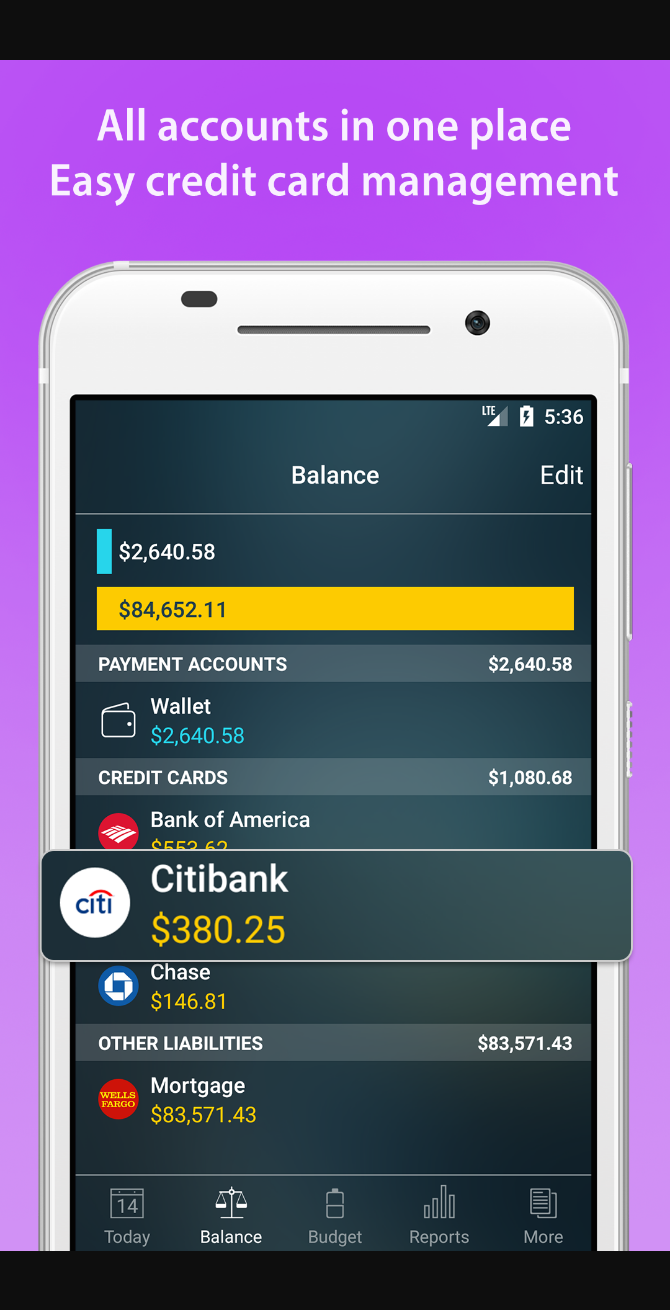 All accounts in one place
Easy credit card management
LTE 5:36
Balance Edit
$2,640.58
$84,652.11
PAYMENT ACCOUNTS $2,640.58
Wallet
$2,640.58
CREDIT CARDS $1,080.68
Bank of America
$553.62
citi
Citibank
$380.25
Chase
$146.81
OTHER LIABILITIES $83,571.43
WELLS
FARGO
Mortgage
$83,571.43
14
Today Balance Budget Reports More